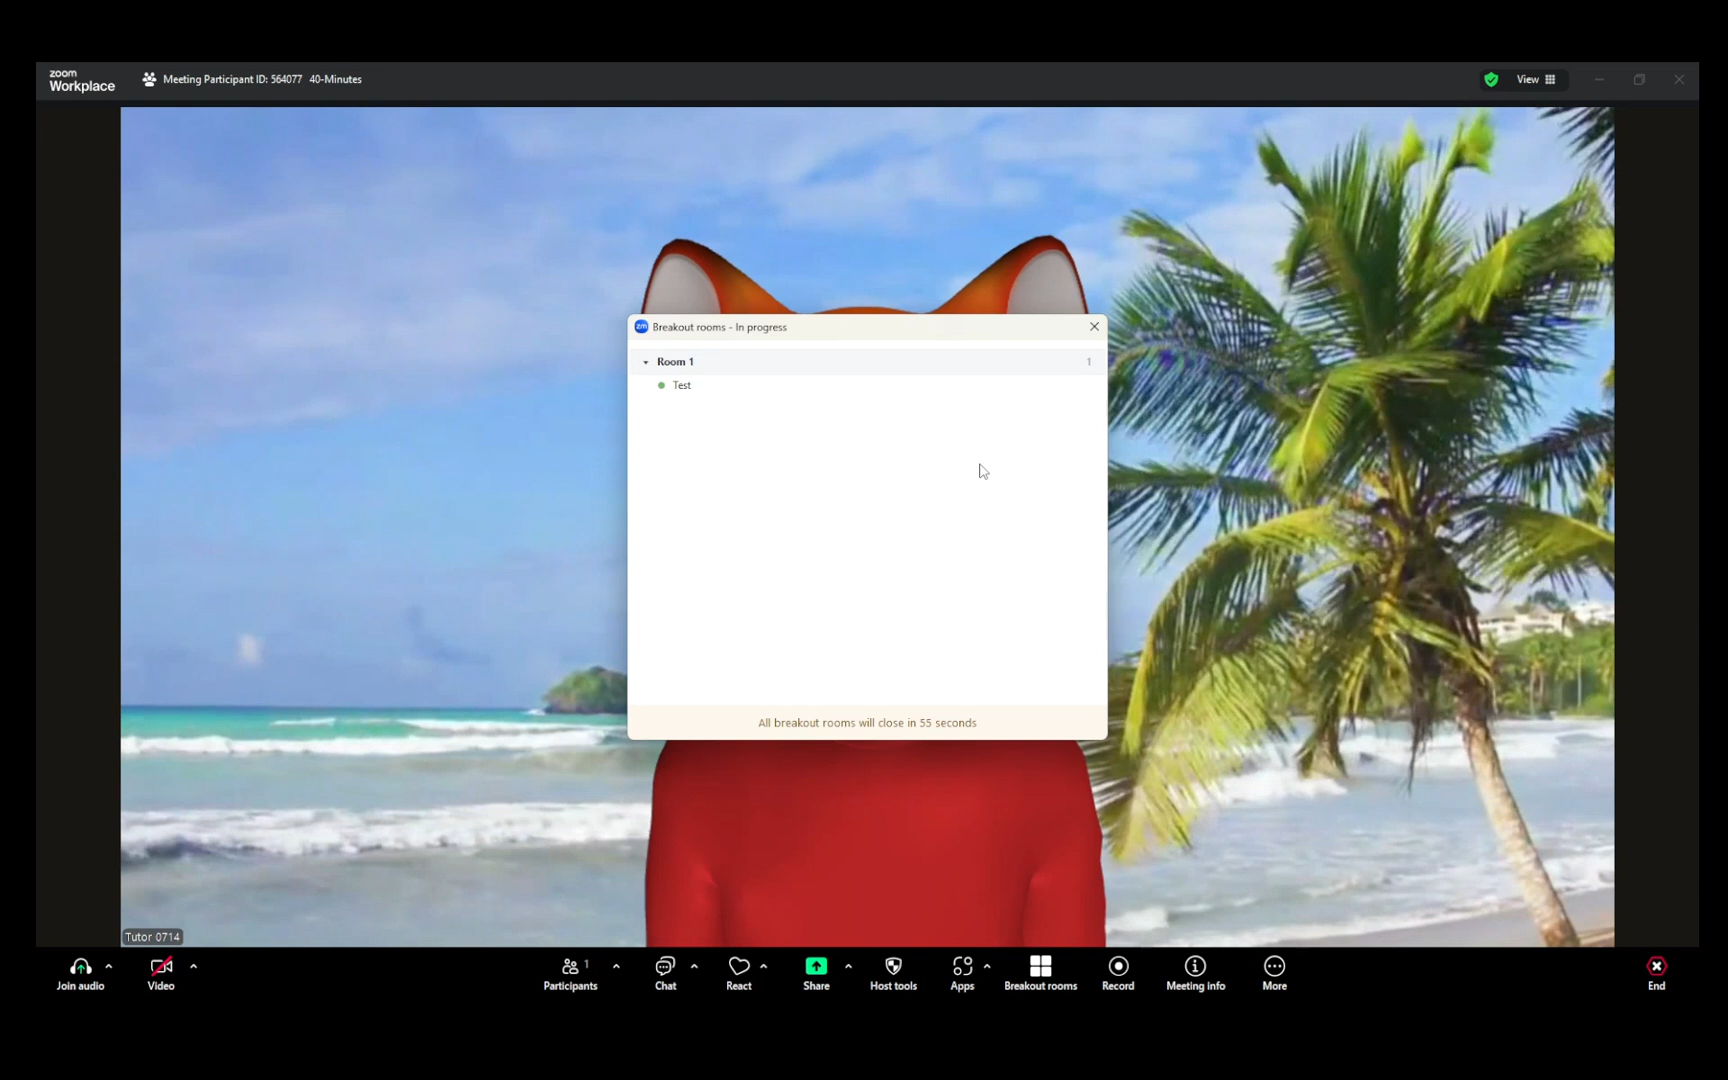 zoom
Workplace
Meeting Participant ID: 564077 40-Minutes
View
zm Breakout rooms - In progress
Room 1 1
Test
All breakout rooms will close in 55 seconds
Tutor 0714
1
Join audio Video Participants Chat React Share Host tools Apps Breakout rooms Record Meeting info More End